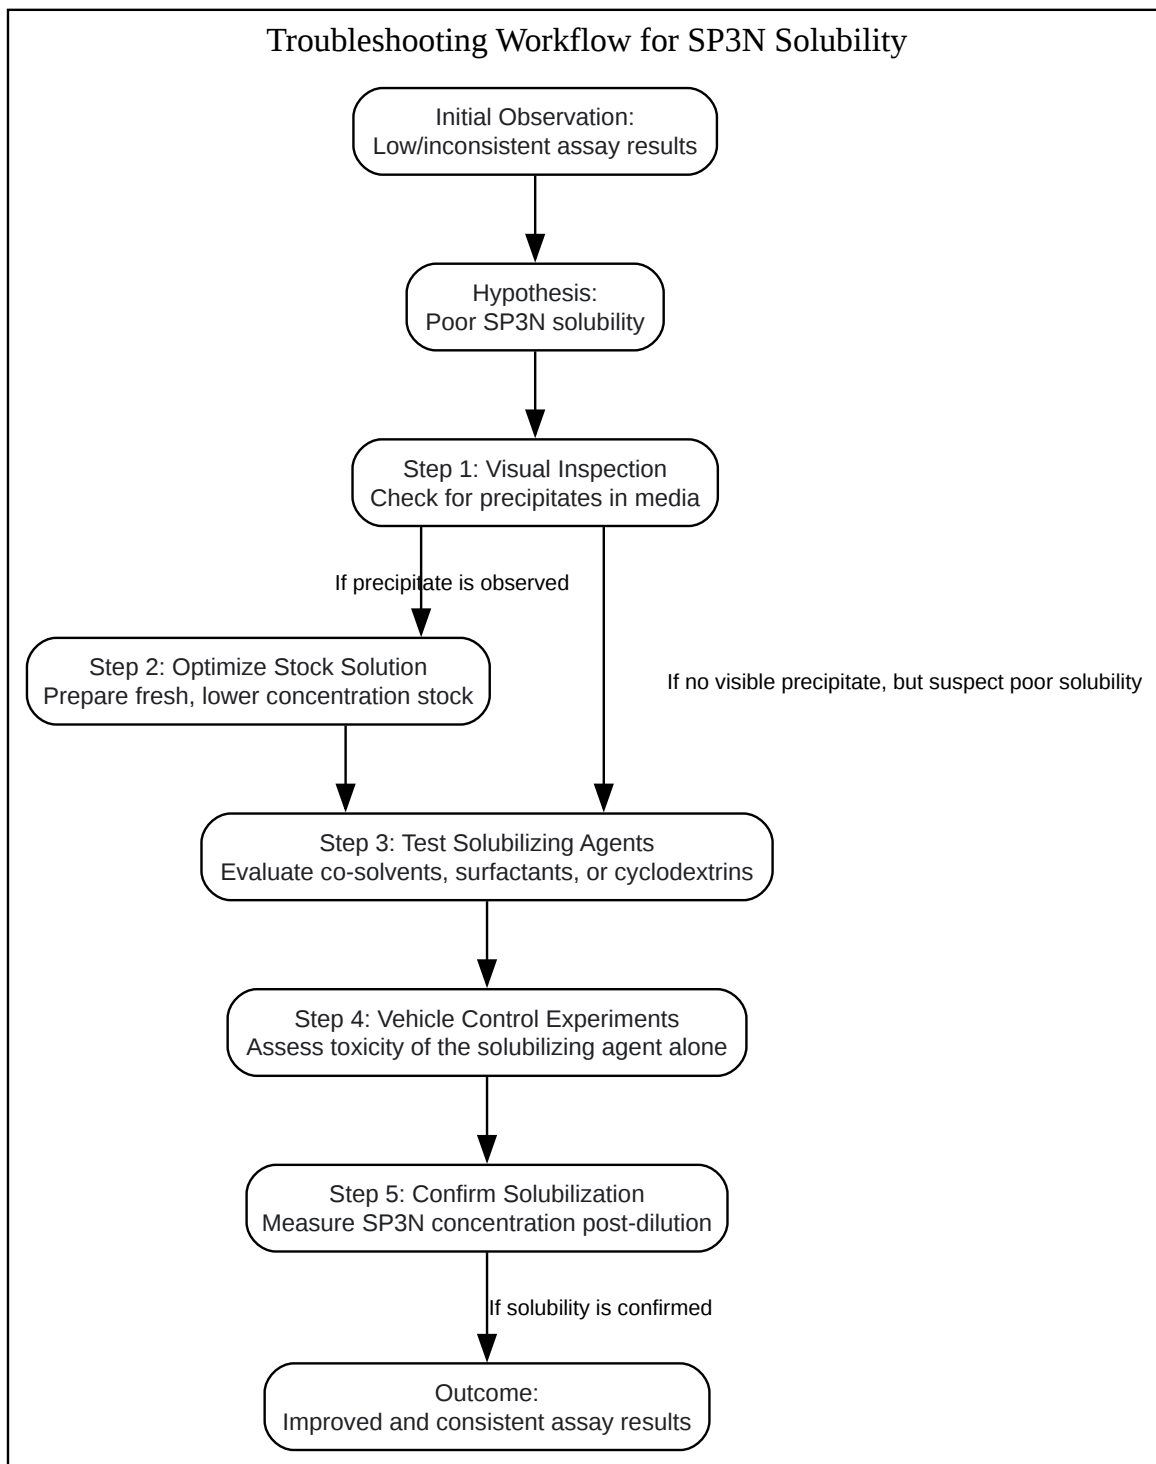 Troubleshooting Workflow for SP3N Solubility
Initial Observation:
Low/inconsistent assay results
Hypothesis:
Poor SP3N solubility
Step 1: Visual Inspection
Check for precipitates in media
If precipitate is observed
Step 2: Optimize Stock Solution
Prepare fresh, lower concentration stock
If no visible precipitate, but suspect poor solubility
Step 3: Test Solubilizing Agents
Evaluate co-solvents, surfactants, or cyclodextrins
Step 4: Vehicle Control Experiments
Assess toxicity of the solubilizing agent alone
Step 5: Confirm Solubilization
Measure SP3N concentration post-dilution
If solubility is confirmed
Outcome:
Improved and consistent assay results